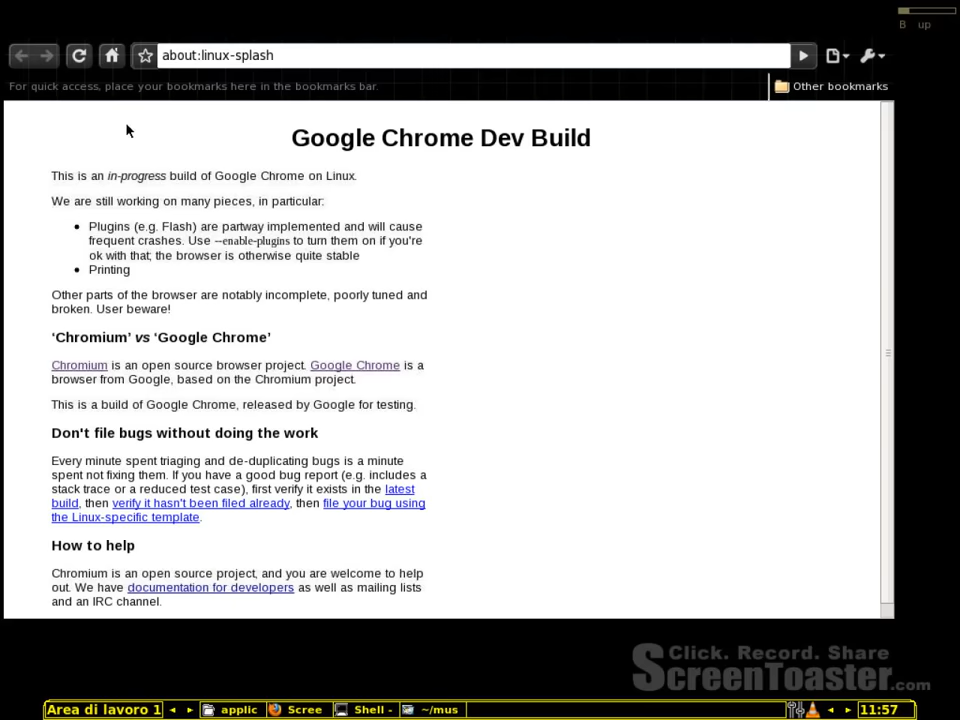 B up
about:linux-splash
For quick access, place your bookmarks here in the bookmarks bar.
Other bookmarks
Google Chrome Dev Build
This is an in-progress build of Google Chrome on Linux.
We are still working on many pieces, in particular:
Plugins (e.g. Flash) are partway implemented and will cause
frequent crashes. Use --enable-plugins to turn them on if you're
ok with that; the browser is otherwise quite stable
Printing
Other parts of the browser are notably incomplete, poorly tuned and
broken. User beware!
‘Chromium’ vs ‘Google Chrome’
Chromium is an open source browser project. Google Chrome is a
browser from Google, based on the Chromium project.
This is a build of Google Chrome, released by Google for testing.
Don't file bugs without doing the work
Every minute spent triaging and de-duplicating bugs is a minute
spent not fixing them. If you have a good bug report (e.g. includes a
stack trace or a reduced test case), first verify it exists in the latest
build, then verify it hasn't been filed already, then file your bug using
the Linux-specific template.
How to help
Chromium is an open source project, and you are welcome to help
out. We have documentation for developers as well as mailing lists
and an IRC channel.
Click. Record. Share
ScreenToaster.com
Area di lavoro 1 applic Scree Shell - ~/mus 11:57